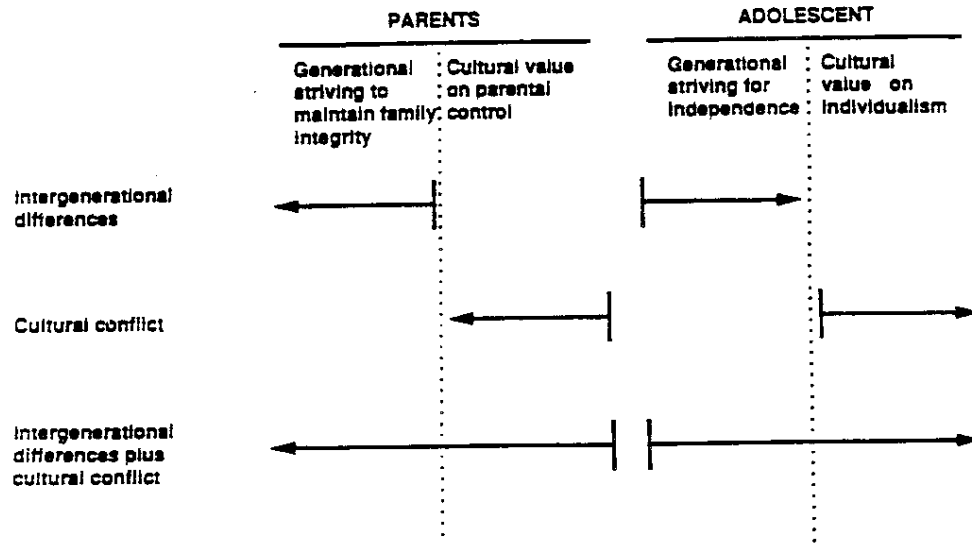 PARENTS
ADOLESCENT
Generational
striving to
maintain family
integrity
Cultural value
on parental
control
Generational
striving for
independence
Cultural
value on
individualism
Intergenerational
differences
Cultural conflict
Intergenerational
differences plus
cultural conflict